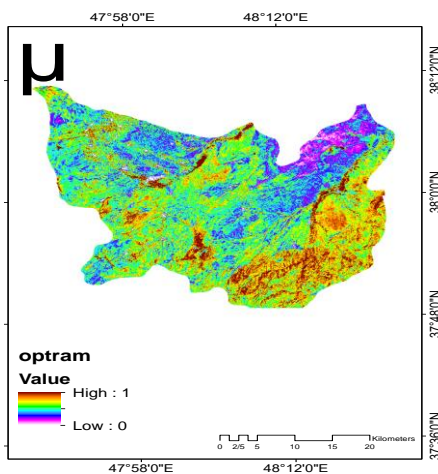 47°58'0"E 48°12'0"E
µ
38°12'0"N
38°0'0"N
37°48'0"N
37°36'0"N
optram
Value
High : 1
Low : 0
0 2/5 5 10 15 20 Kilometers
47°58'0"E 48°12'0"E